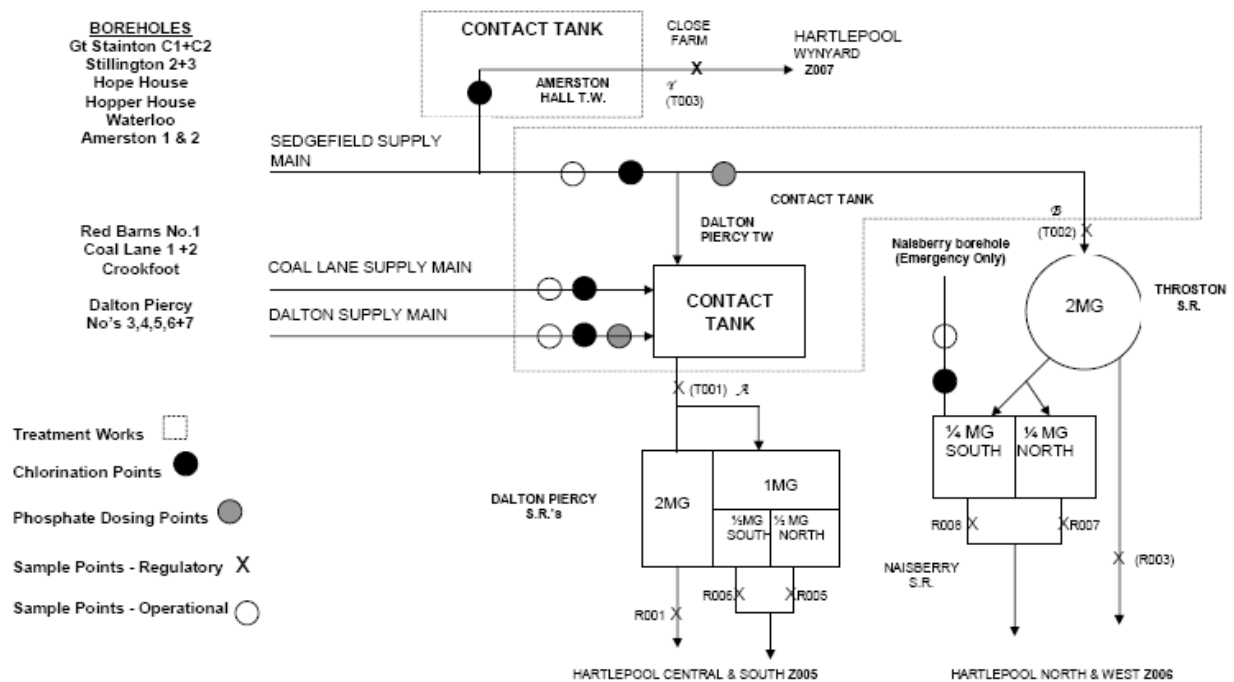 BOREHOLES
Gt Stainton C1+C2
Stillington 2+3
Hope House
Hopper House
Waterloo
Amerston 1 & 2
CONTACT TANK
CLOSE
FARM
HARTLEPOOL
WYNYARD
Z007
AMERSTON
HALL T.W.
(T003)
SEDGEFIELD SUPPLY
MAIN
CONTACT TANK
DALTON
PIERCY TW
ℬ
(T002) X
Red Barns No.1
Coal Lane 1 +2
Crookfoot
COAL LANE SUPPLY MAIN
Naisberry borehole
(Emergency Only)
CONTACT
TANK
2MG
THROSTON
S.R.
Dalton Piercy
No's 3,4,5,6+7
DALTON SUPPLY MAIN
X (T001) 𝒜
Treatment Works
Chlorination Points
Phosphate Dosing Points
Sample Points - Regulatory X
Sample Points - Operational
DALTON PIERCY
S.R.'s
2MG
1MG
½MG
SOUTH
½ MG
NORTH
¼ MG
SOUTH
¼ MG
NORTH
R008 X
X R007
NAISBERRY
S.R.
X (R003)
R001 X
R006 X
X R005
HARTLEPOOL CENTRAL & SOUTH Z005
HARTLEPOOL NORTH & WEST Z006